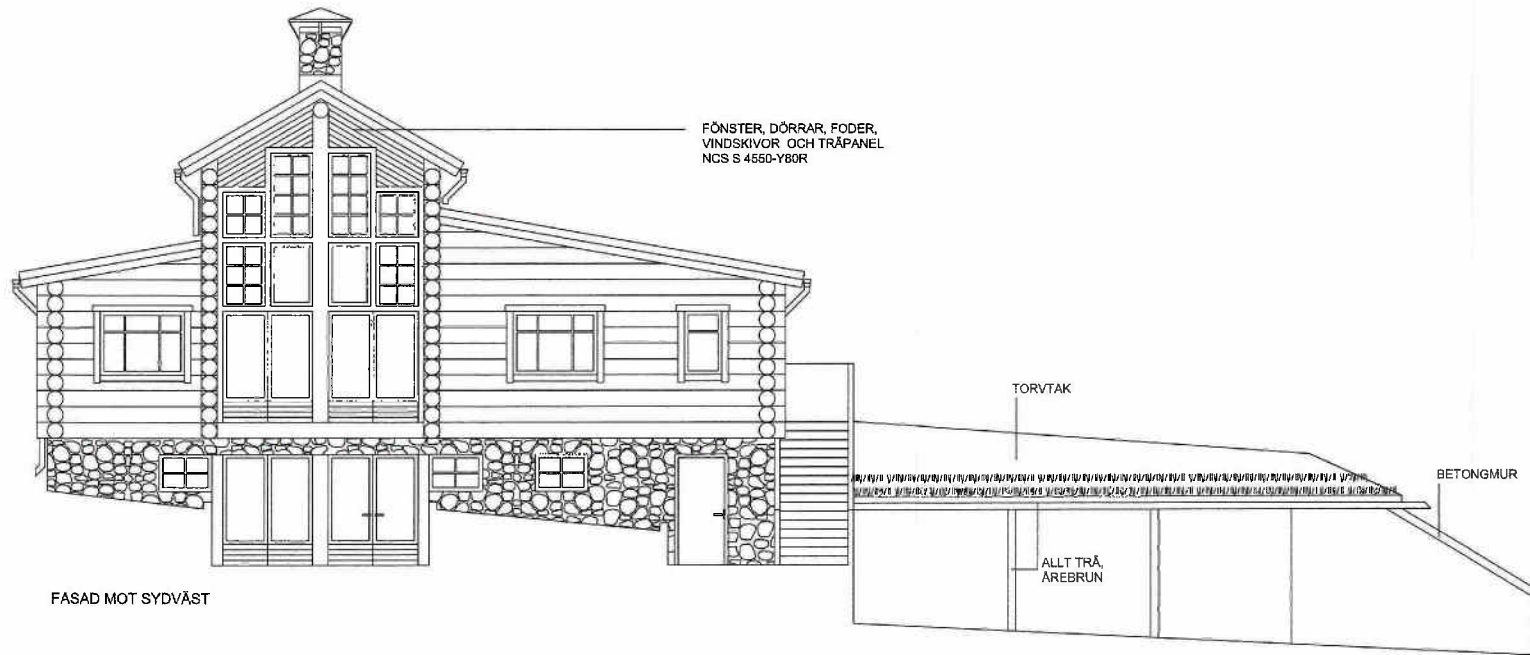 FÖNSTER, DÖRRAR, FODER,
VINDSKIVOR OCH TRÄPANEL
NCS S 4550-Y80R
TORVTAK
BETONGMUR
ALLT TRÄ,
ÅREBRUN
FASAD MOT SYDVÄST